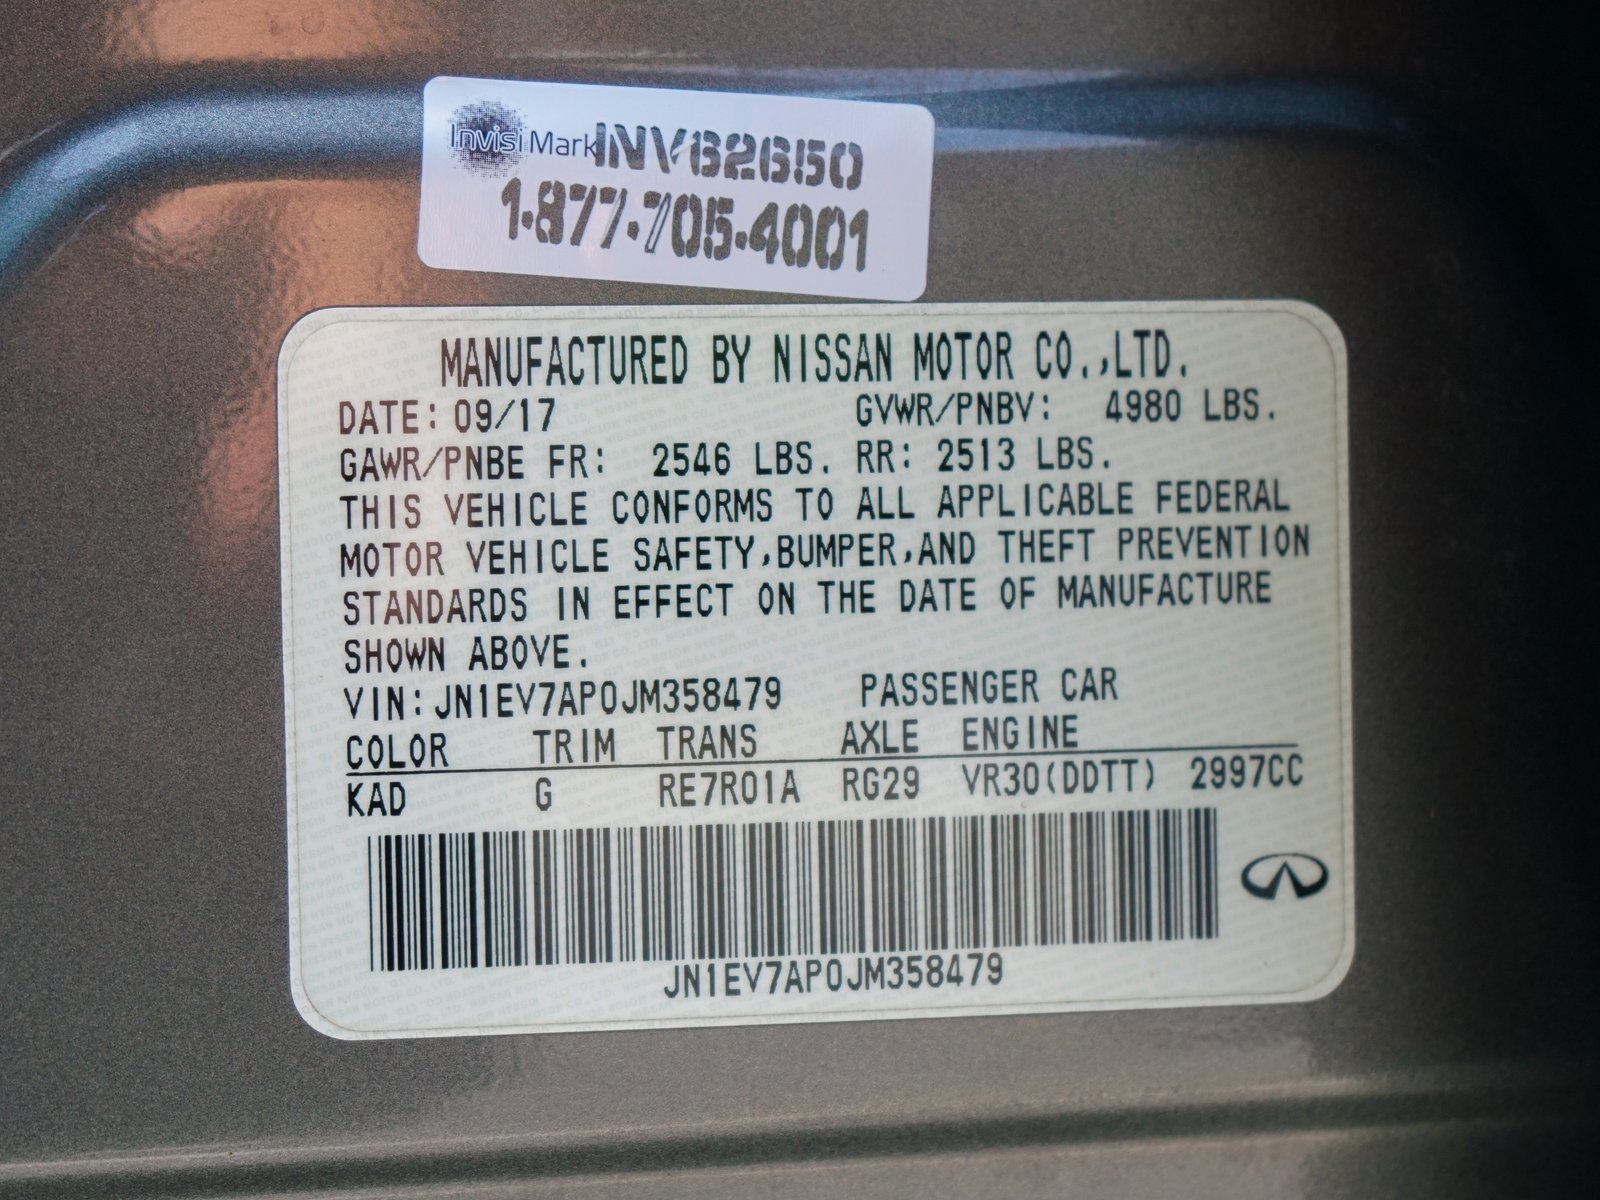 Invisi Mark INV62650
1-877-705-4001
MANUFACTURED BY NISSAN MOTOR CO.,LTD.
DATE: 09/17 GVWR/PNBV: 4980 LBS.
GAWR/PNBE FR: 2546 LBS. RR: 2513 LBS.
THIS VEHICLE CONFORMS TO ALL APPLICABLE FEDERAL
MOTOR VEHICLE SAFETY,BUMPER,AND THEFT PREVENTION
STANDARDS IN EFFECT ON THE DATE OF MANUFACTURE
SHOWN ABOVE.
VIN:JN1EV7AP0JM358479 PASSENGER CAR
COLOR TRIM TRANS AXLE ENGINE
KAD G RE7R01A RG29 VR30(DDTT) 2997CC
JN1EV7AP0JM358479